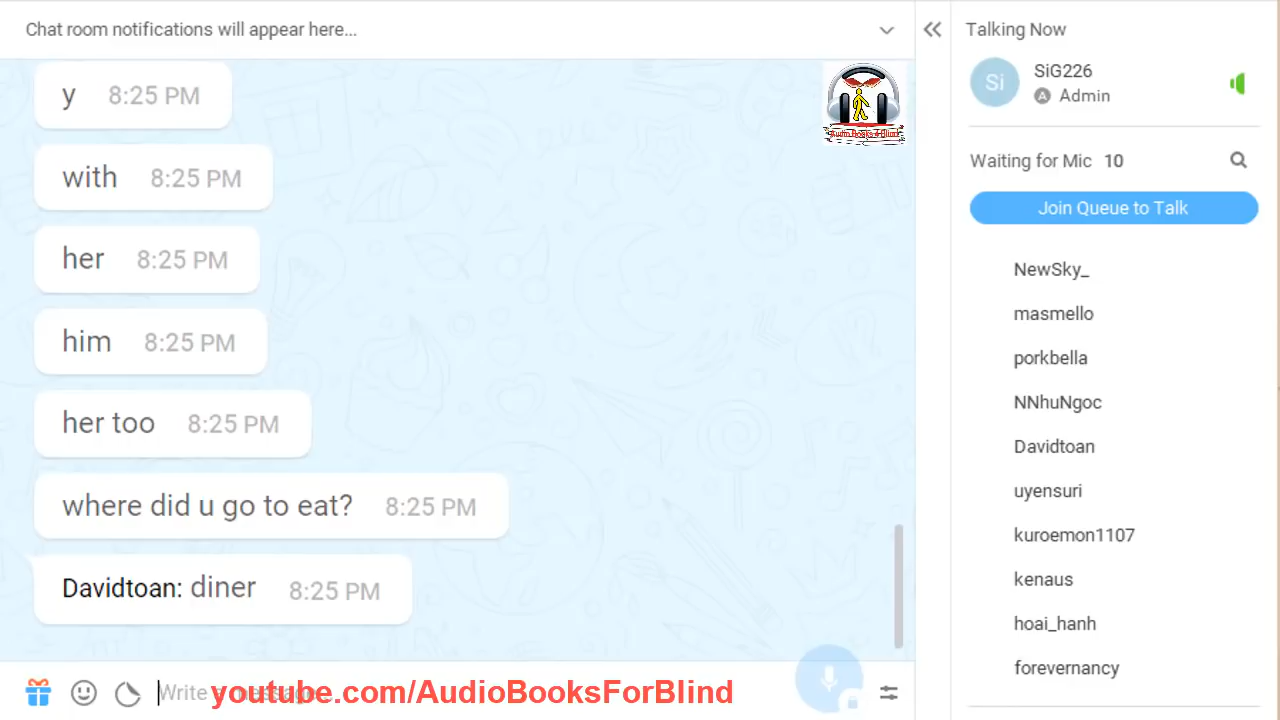 Chat room notifications will appear here...
y 8:25 PM
with 8:25 PM
her 8:25 PM
him 8:25 PM
her too 8:25 PM
where did u go to eat? 8:25 PM
Davidtoan: diner 8:25 PM
Write
youtube.com/AudioBooksForBlind
Talking Now
Si
SiG226
A Admin
Waiting for Mic 10
Join Queue to Talk
NewSky_
masmello
porkbella
NNhuNgoc
Davidtoan
uyensuri
kuroemon1107
kenaus
hoai_hanh
forevernancy